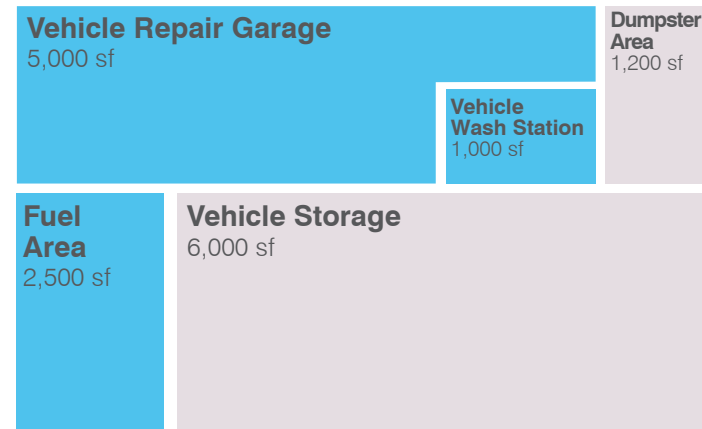 Vehicle Repair Garage
5,000 sf
Dumpster
Area
1,200 sf
Vehicle
Wash Station
1,000 sf
Fuel
Area
2,500 sf
Vehicle Storage
6,000 sf